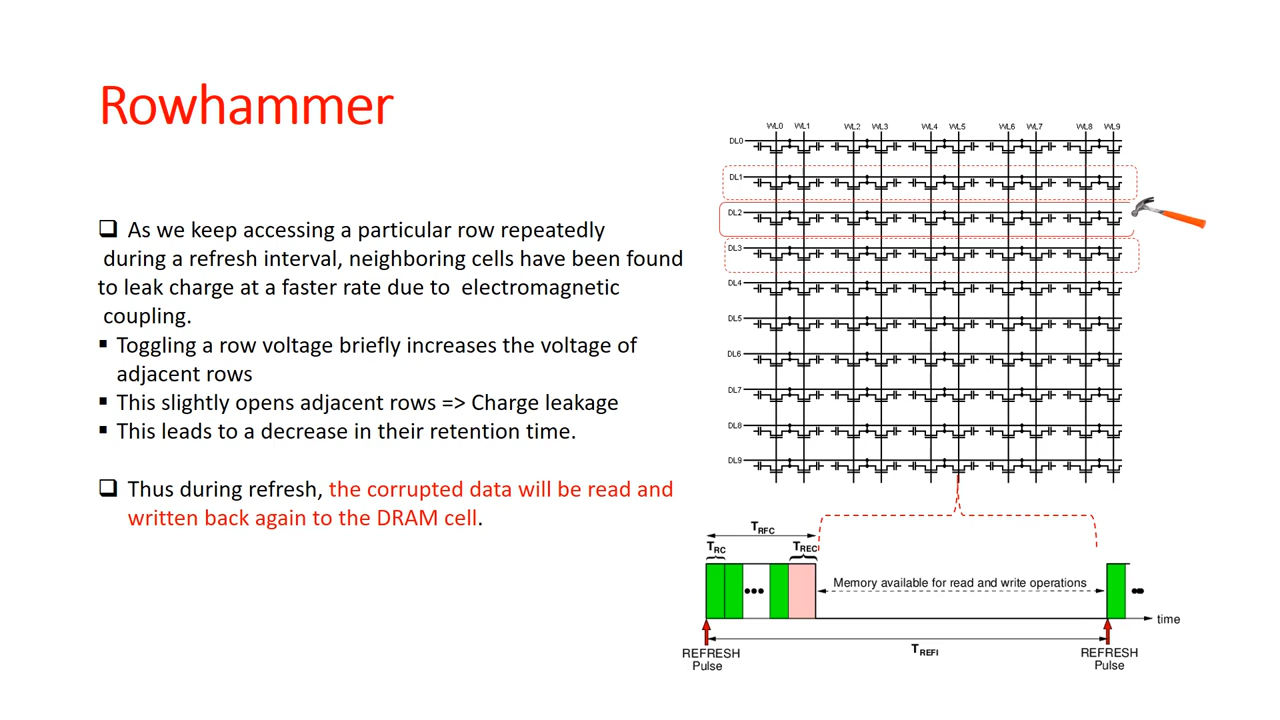 Rowhammer
❑ As we keep accessing a particular row repeatedly
during a refresh interval, neighboring cells have been found
to leak charge at a faster rate due to electromagnetic
coupling.
▪ Toggling a row voltage briefly increases the voltage of
adjacent rows
▪ This slightly opens adjacent rows => Charge leakage
▪ This leads to a decrease in their retention time.
❑ Thus during refresh, the corrupted data will be read and
written back again to the DRAM cell.
WL0 WL1 WL2 WL3 WL4 WL5 WL6 WL7 WL8 WL9
DL0
DL1
DL2
DL3
DL4
DL5
DL6
DL7
DL8
DL9
TRFC
TRC TREC
Memory available for read and write operations
time
TREFI
REFRESH
Pulse
REFRESH
Pulse